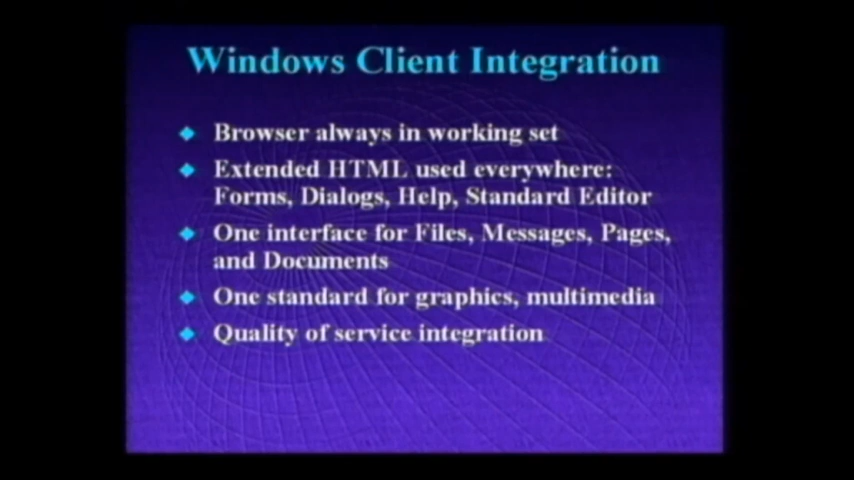 Windows Client Integration
Browser always in working set
Extended HTML used everywhere:
Forms, Dialogs, Help, Standard Editor
One interface for Files, Messages, Pages,
and Documents
One standard for graphics, multimedia
Quality of service integration